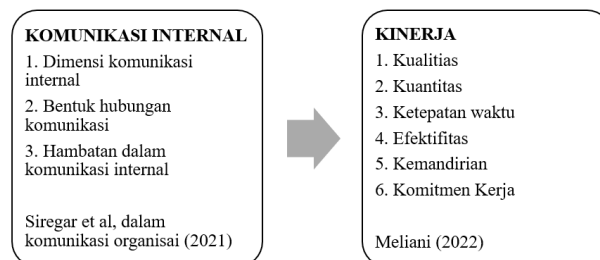 KOMUNIKASI INTERNAL
1. Dimensi komunikasi
internal
2. Bentuk hubungan
komunikasi
3. Hambatan dalam
komunikasi internal
Siregar et al, dalam
komunikasi organisai (2021)
KINERJA
1. Kualitias
2. Kuantitas
3. Ketepatan waktu
4. Efektifitas
5. Kemandirian
6. Komitmen Kerja
Meliani (2022)